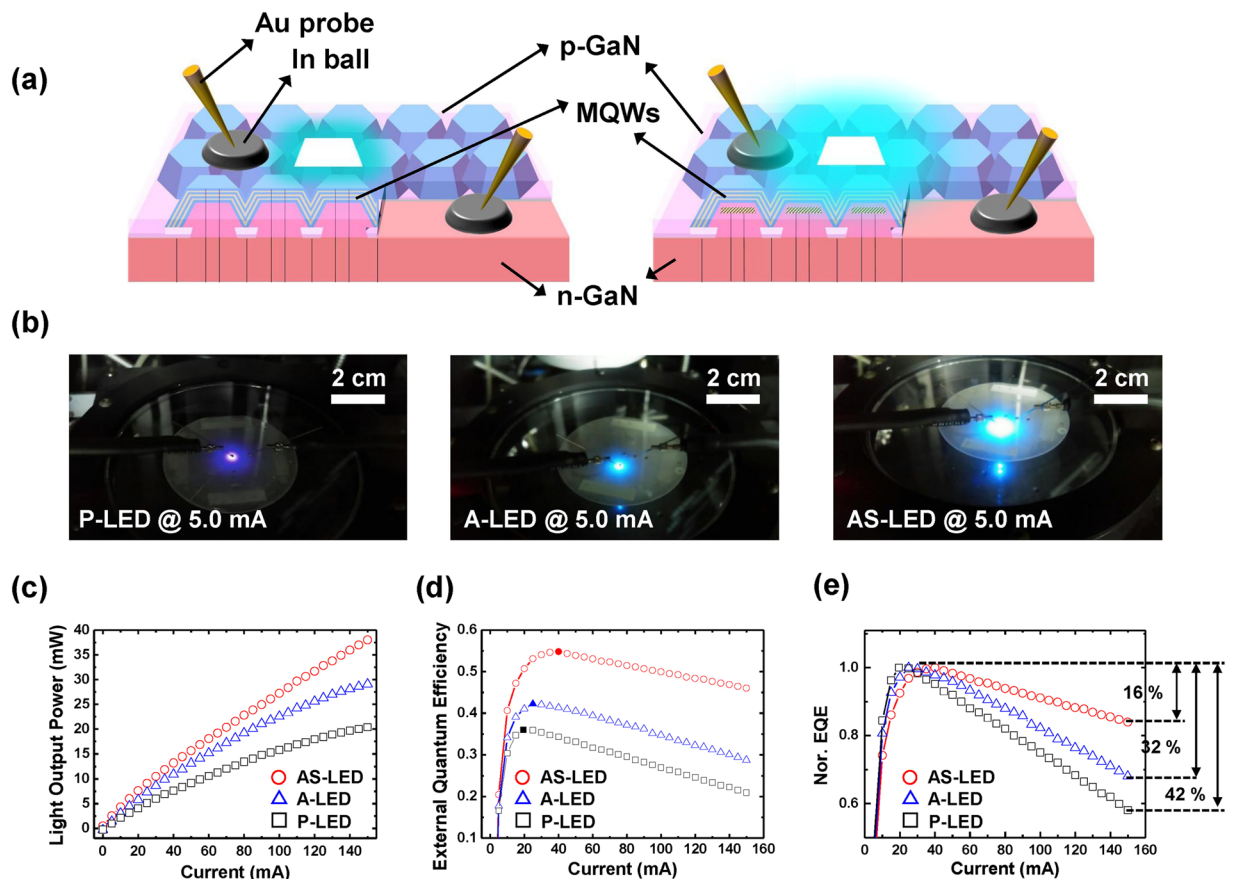 (a)
Au probe
In ball
p-GaN
MQWs
n-GaN
(b)
2 cm
P-LED @ 5.0 mA
2 cm
A-LED @ 5.0 mA
2 cm
AS-LED @ 5.0 mA
(c)
Light Output Power (mW)
40
35
30
25
20
15
10
5
0
AS-LED
A-LED
P-LED
0 20 40 60 80 100 120 140
Current (mA)
(d)
External Quantum Efficiency
0.6
0.5
0.4
0.3
0.2
0.1
AS-LED
A-LED
P-LED
0 20 40 60 80 100 120 140 160
Current (mA)
(e)
Nor. EQE
1.0
0.8
0.6
16 %
32 %
42 %
AS-LED
A-LED
P-LED
0 20 40 60 80 100 120 140 160
Current (mA)